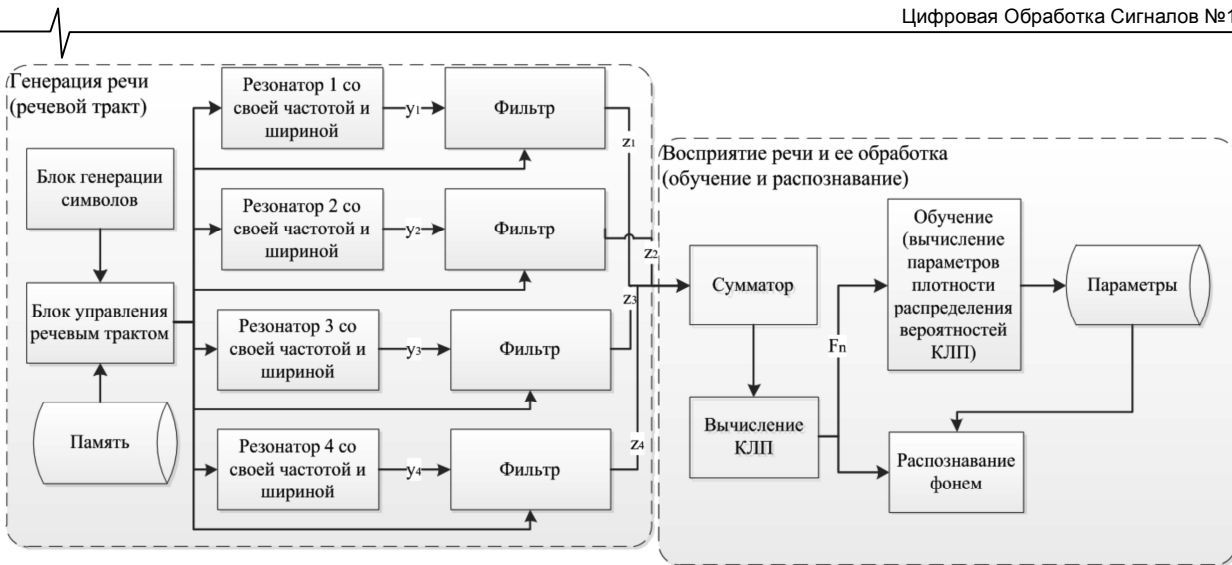 Цифровая Обработка Сигналов №1
Генерация речи
(речевой тракт)
Блок генерации
символов
Блок управления
речевым трактом
Память
Резонатор 1 со
своей частотой и
шириной
y1
Фильтр
z1
Резонатор 2 со
своей частотой и
шириной
y2
Фильтр
z2
Резонатор 3 со
своей частотой и
шириной
y3
Фильтр
z3
Резонатор 4 со
своей частотой и
шириной
y4
Фильтр
z4
Восприятие речи и ее обработка
(обучение и распознавание)
Сумматор
Вычисление
КЛП
Fn
Обучение
(вычисление
параметров
плотности
распределения
вероятностей
КЛП)
Параметры
Распознавание
фонем